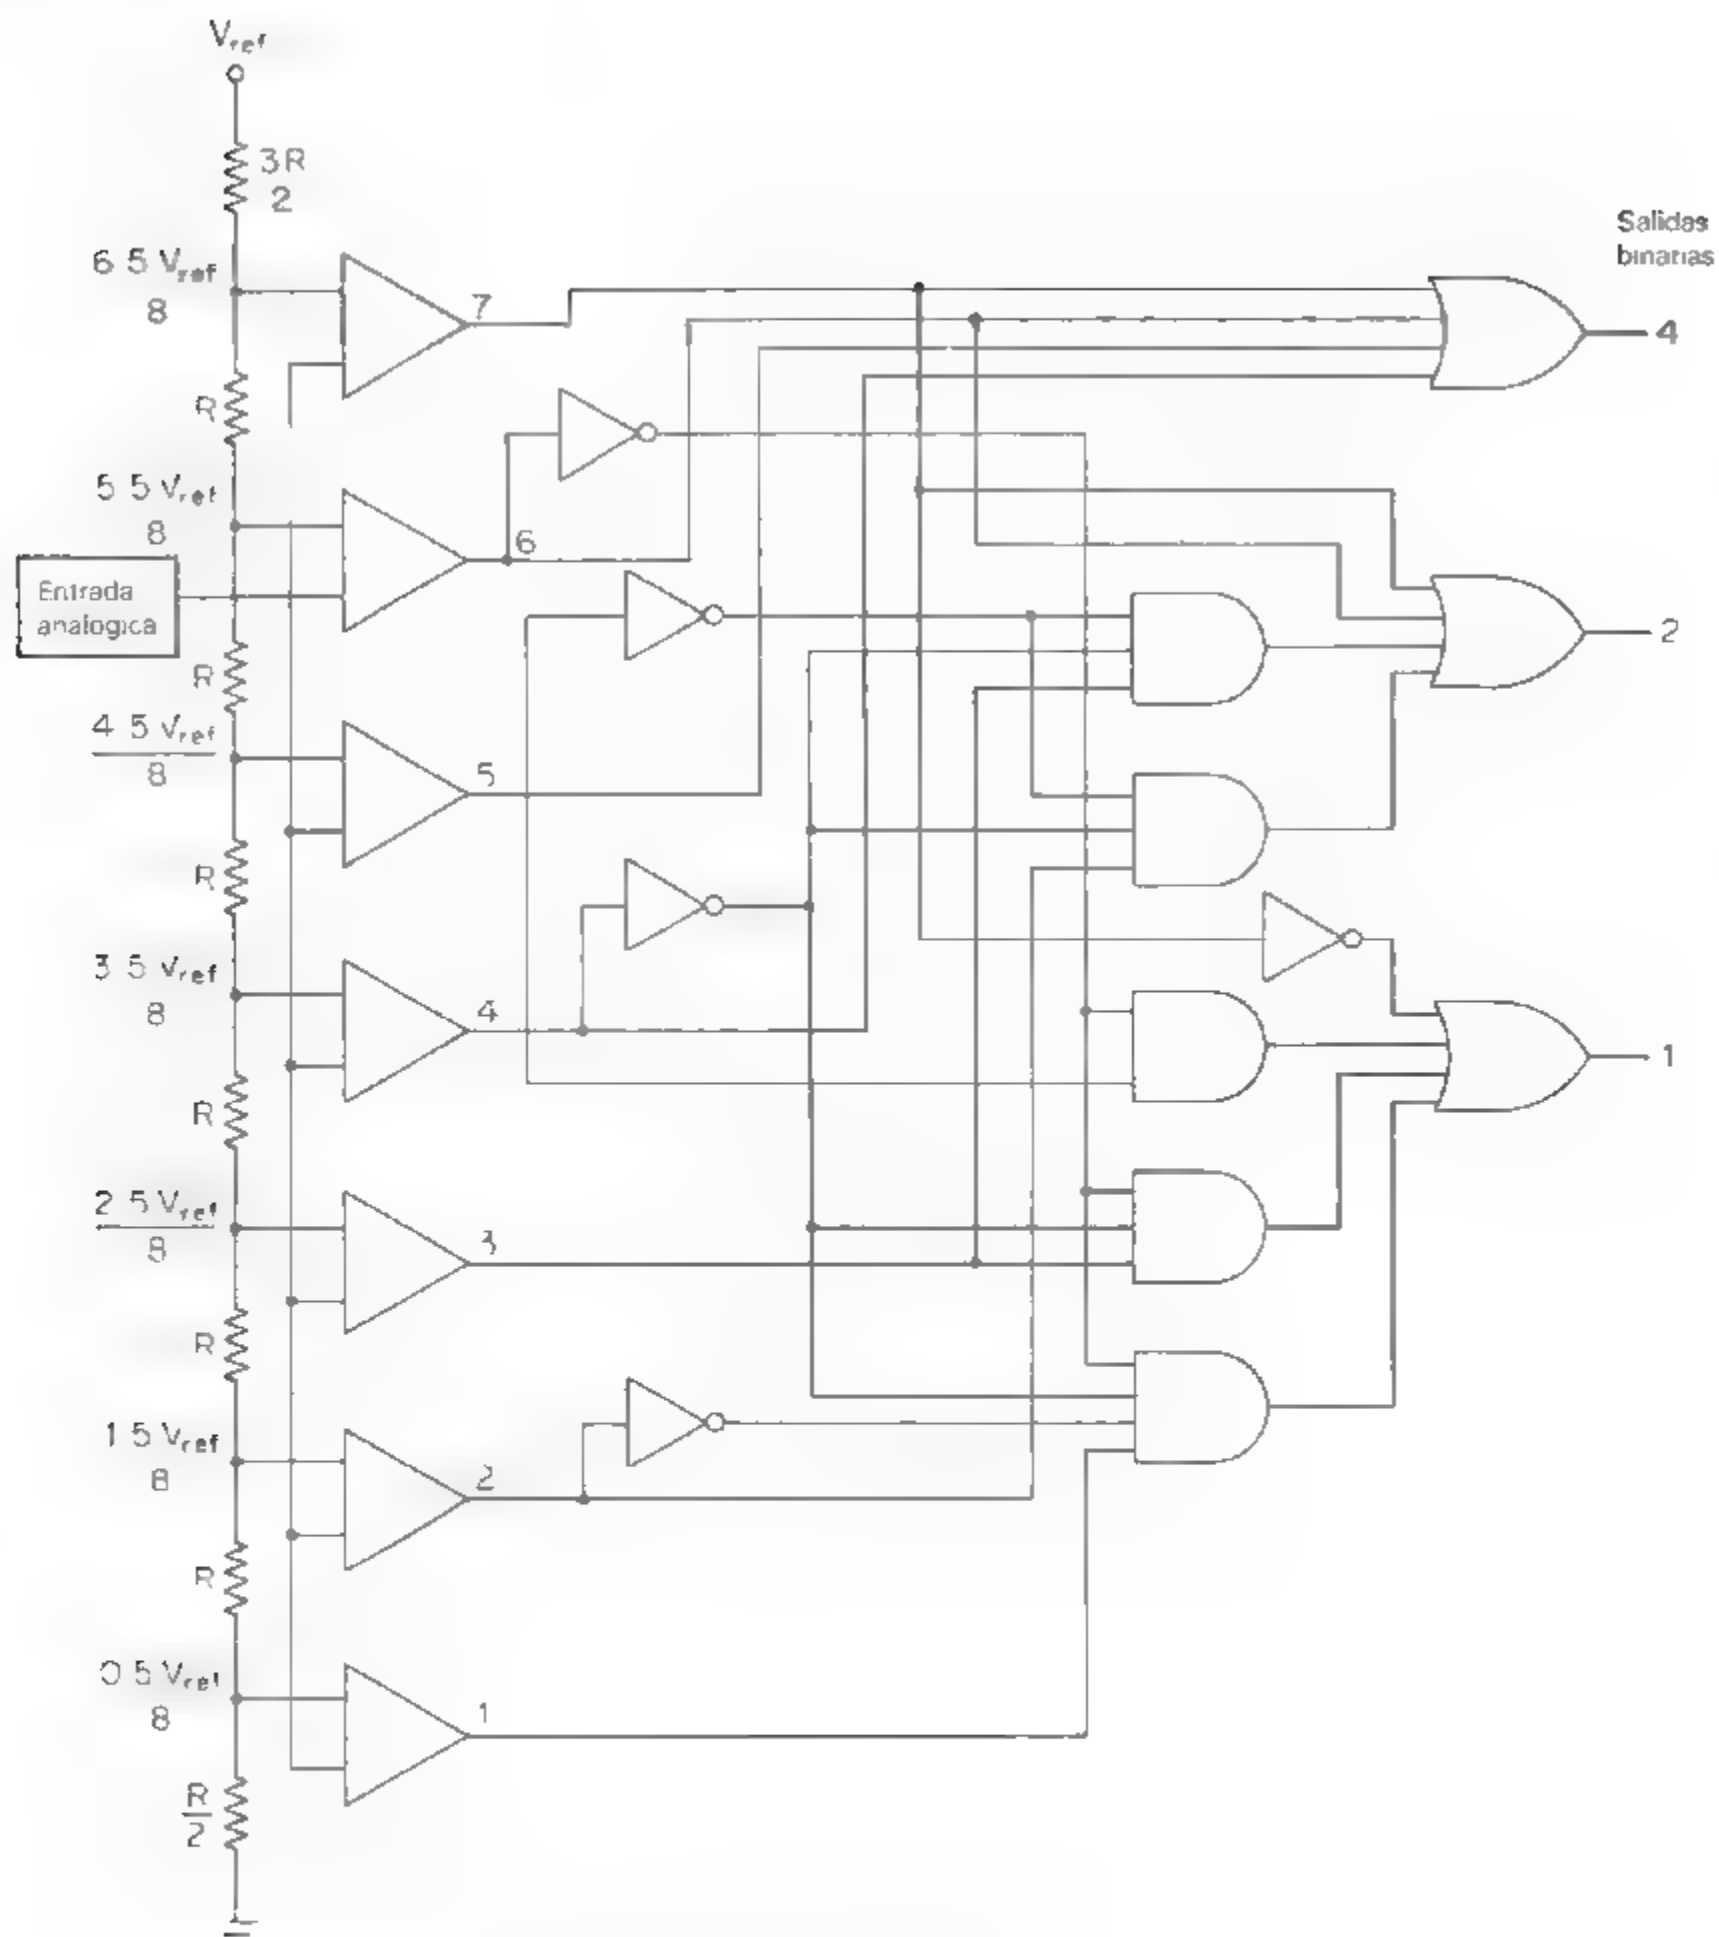 Vref
3R
2
Salidas
binarias
6 5 Vref
8
7
4
R
5 5 Vref
8
6
Entrada
analogica
2
R
4 5 Vref
8
5
R
3 5 Vref
8
4
1
R
2 5 Vref
8
3
R
1 5 Vref
8
2
R
0 5 Vref
8
1
R
2